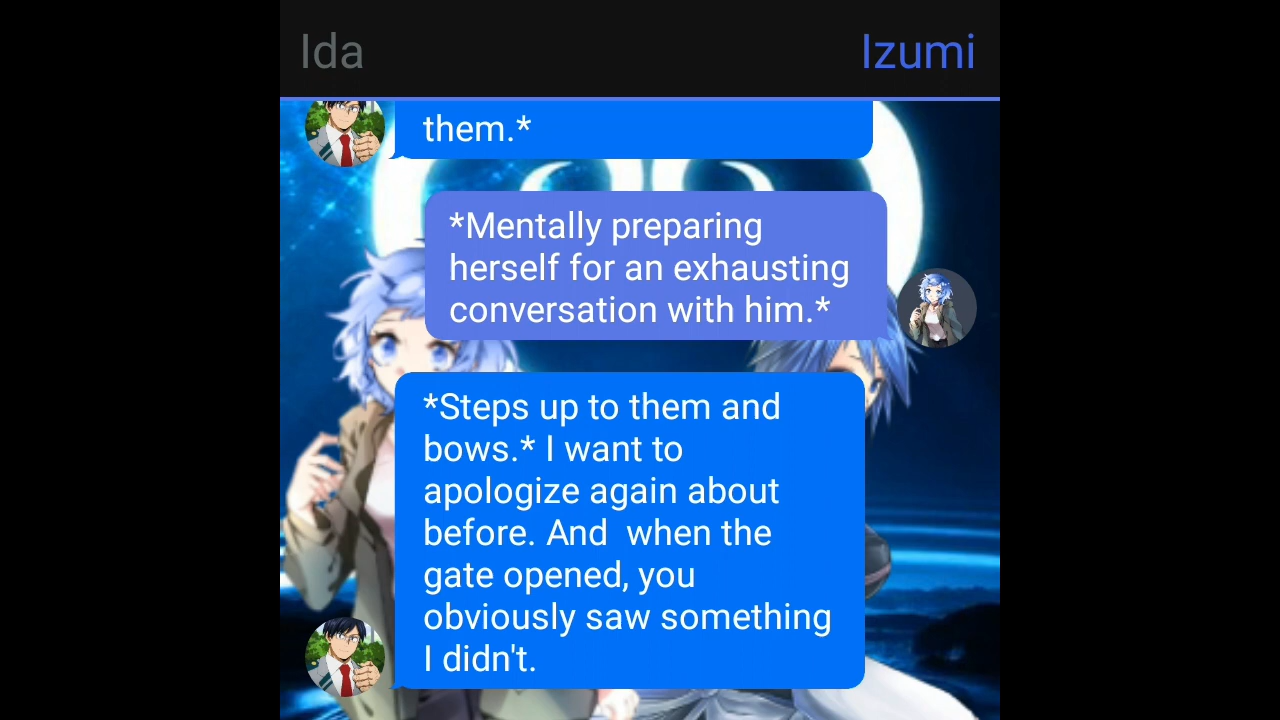 Ida
Izumi
them.*
*Mentally preparing
herself for an exhausting
conversation with him.*
*Steps up to them and
bows.* I want to
apologize again about
before. And  when the
gate opened, you
obviously saw something
I didn't.